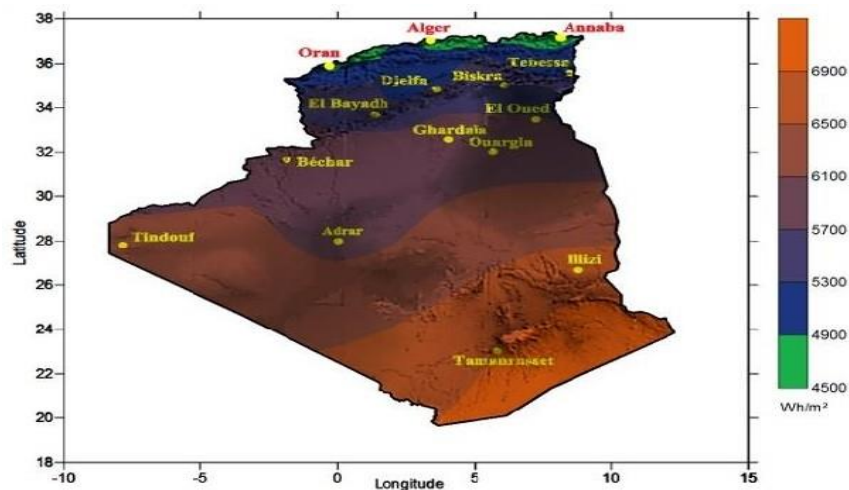 38
36
34
32
30
28
26
24
22
20
18
Latitude
Alger
Annaba
Oran
Tebessa
Djelfa
Biskra
El Bayadh
El Oued
Ghardaïa
Ouargla
Béchar
Adrar
Tindouf
Illizi
Tamanrasset
-10
-5
0
5
10
15
Longitude
6900
6500
6100
5700
5300
4900
4500
Wh/m²